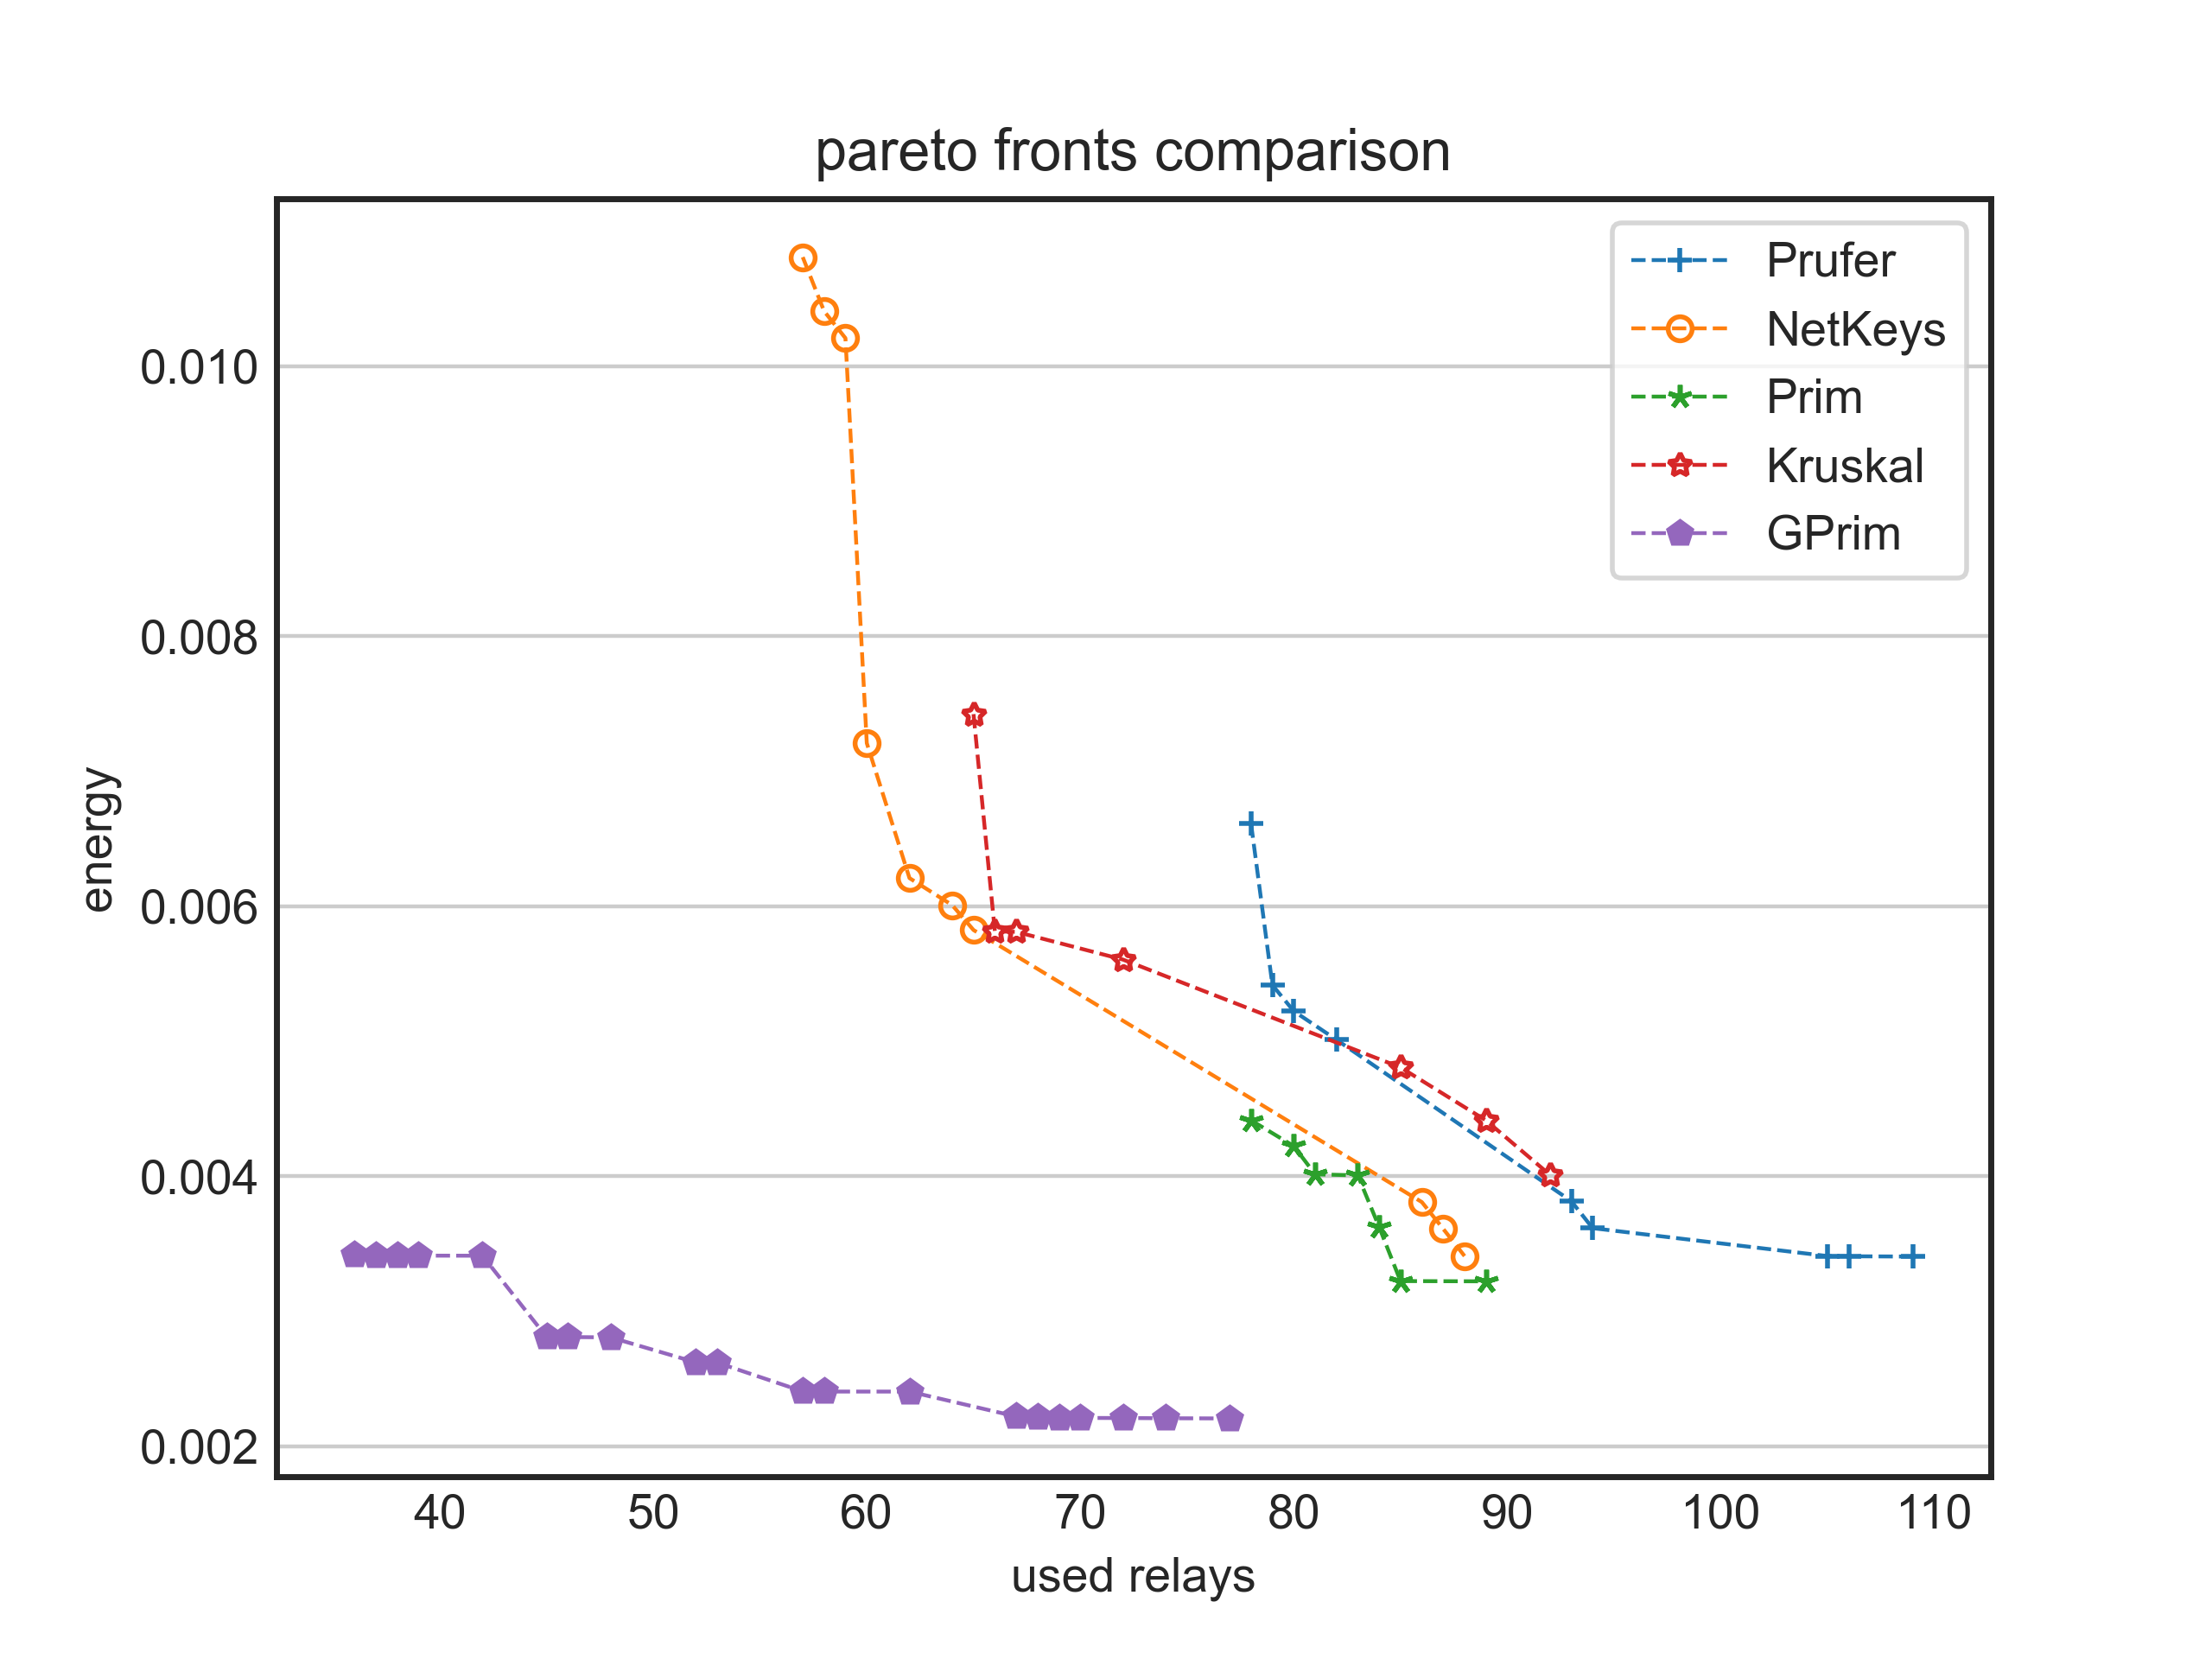 pareto fronts comparison
Prufer
NetKeys
Prim
Kruskal
GPrim
energy
0.010
0.008
0.006
0.004
0.002
40 50 60 70 80 90 100 110
used relays